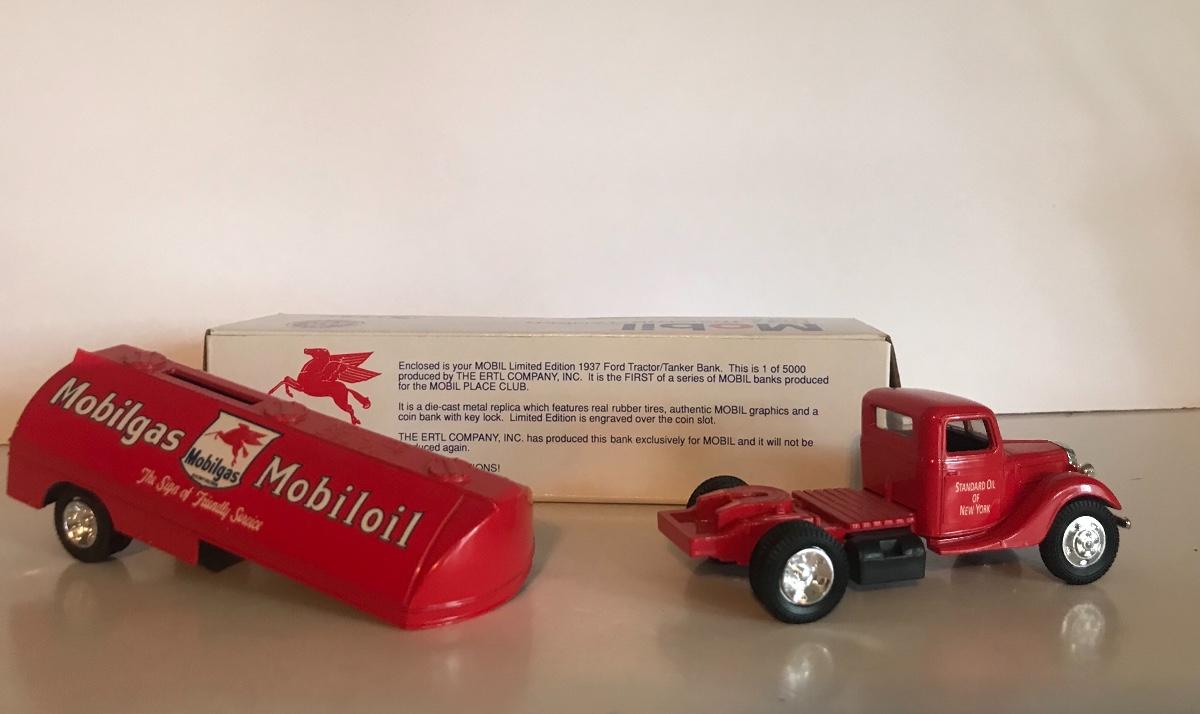 Mobil
Enclosed is your MOBIL Limited Edition 1937 Ford Tractor/Tanker Bank. This is 1 of 5000
produced by THE ERTL COMPANY, INC. It is the FIRST of a series of MOBIL banks produced
for the MOBIL PLACE CLUB.
It is a die-cast metal replica which features real rubber tires, authentic MOBIL graphics and a
coin bank with key lock. Limited Edition is engraved over the coin slot.
THE ERTL COMPANY, INC. has produced this bank exclusively for MOBIL and it will not be
again.
Mobilgas
Mobilgas
Mobiloil
The Sign of Friendly Service
STANDARD OIL
OF
NEW YORK